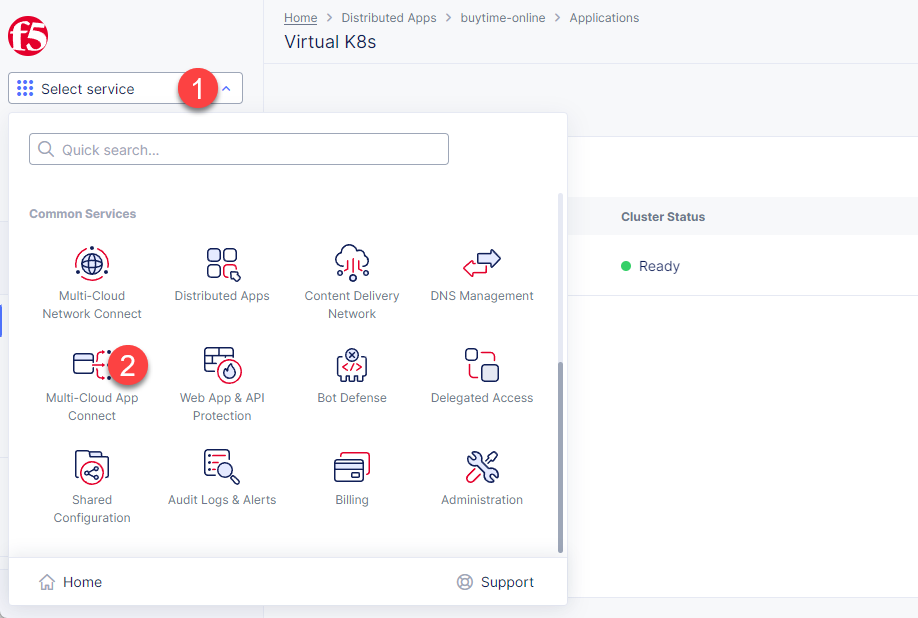 f5
Home > Distributed Apps > buytime-online > Applications
Virtual K8s
Select service
1
Quick search...
Common Services
Cluster Status
Ready
Multi-Cloud
Network Connect
Distributed Apps
Content Delivery
Network
DNS Management
2
Multi-Cloud App
Connect
Web App & API
Protection
Bot Defense
Delegated Access
Shared
Configuration
Audit Logs & Alerts
Billing
Administration
Home
Support